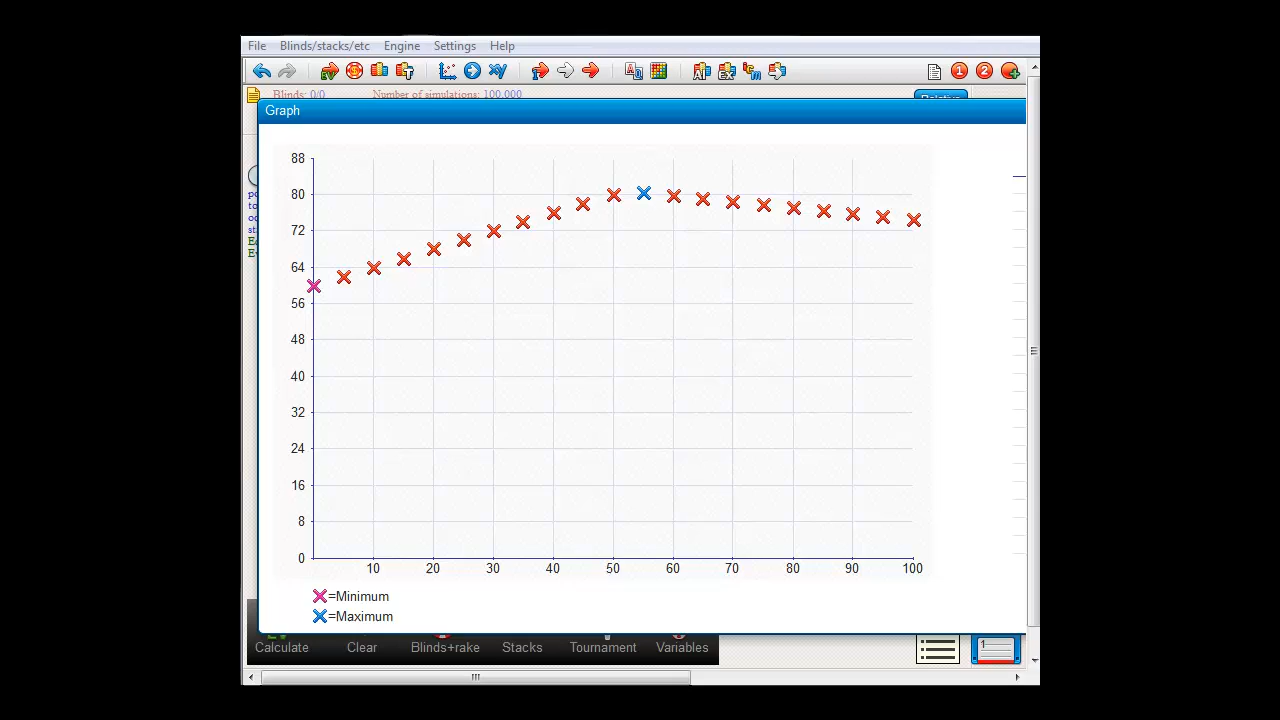 File Blinds/stacks/etc Engine Settings Help
Blinds: 0/0 Number of simulations: 100,000
Graph
88
80
72
64
56
48
40
32
24
16
8
0
10 20 30 40 50 60 70 80 90 100
=Minimum
=Maximum
Calculate Clear Blinds+rake Stacks Tournament Variables
1